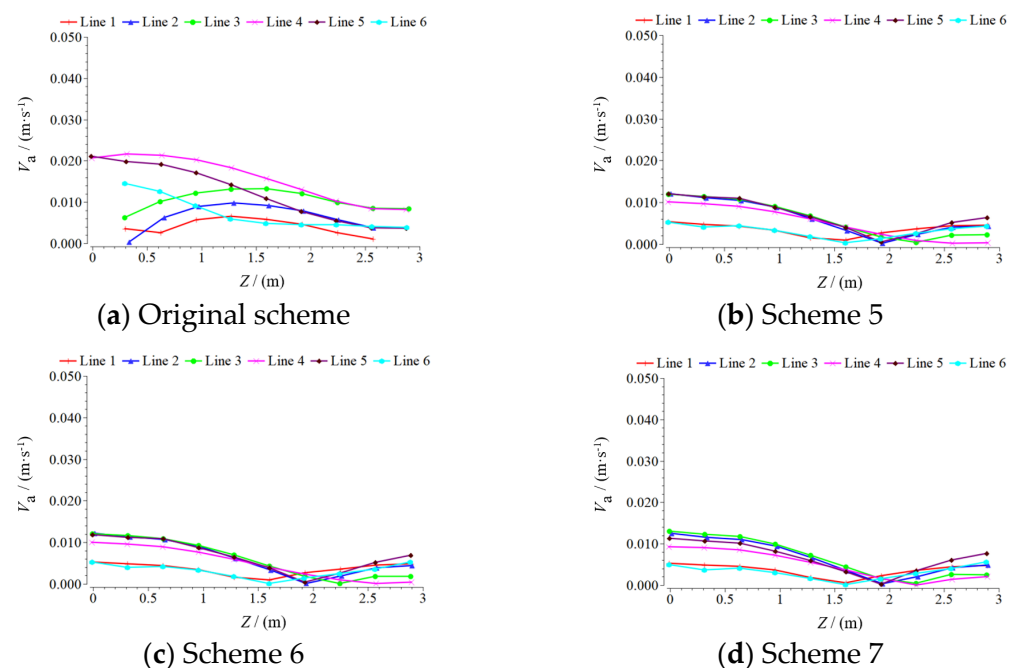 Line 1 Line 2 Line 3 Line 4 Line 5 Line 6
0.050
0.040
0.030
0.020
0.010
0.000
Va / (m·s-1)
0 0.5 1 1.5 2 2.5 3
Z / (m)
(a) Original scheme
Line 1 Line 2 Line 3 Line 4 Line 5 Line 6
0.050
0.040
0.030
0.020
0.010
0.000
Va / (m·s-1)
0 0.5 1 1.5 2 2.5 3
Z / (m)
(b) Scheme 5
Line 1 Line 2 Line 3 Line 4 Line 5 Line 6
0.050
0.040
0.030
0.020
0.010
0.000
Va / (m·s-1)
0 0.5 1 1.5 2 2.5 3
Z / (m)
(c) Scheme 6
Line 1 Line 2 Line 3 Line 4 Line 5 Line 6
0.050
0.040
0.030
0.020
0.010
0.000
Va / (m·s-1)
0 0.5 1 1.5 2 2.5 3
Z / (m)
(d) Scheme 7